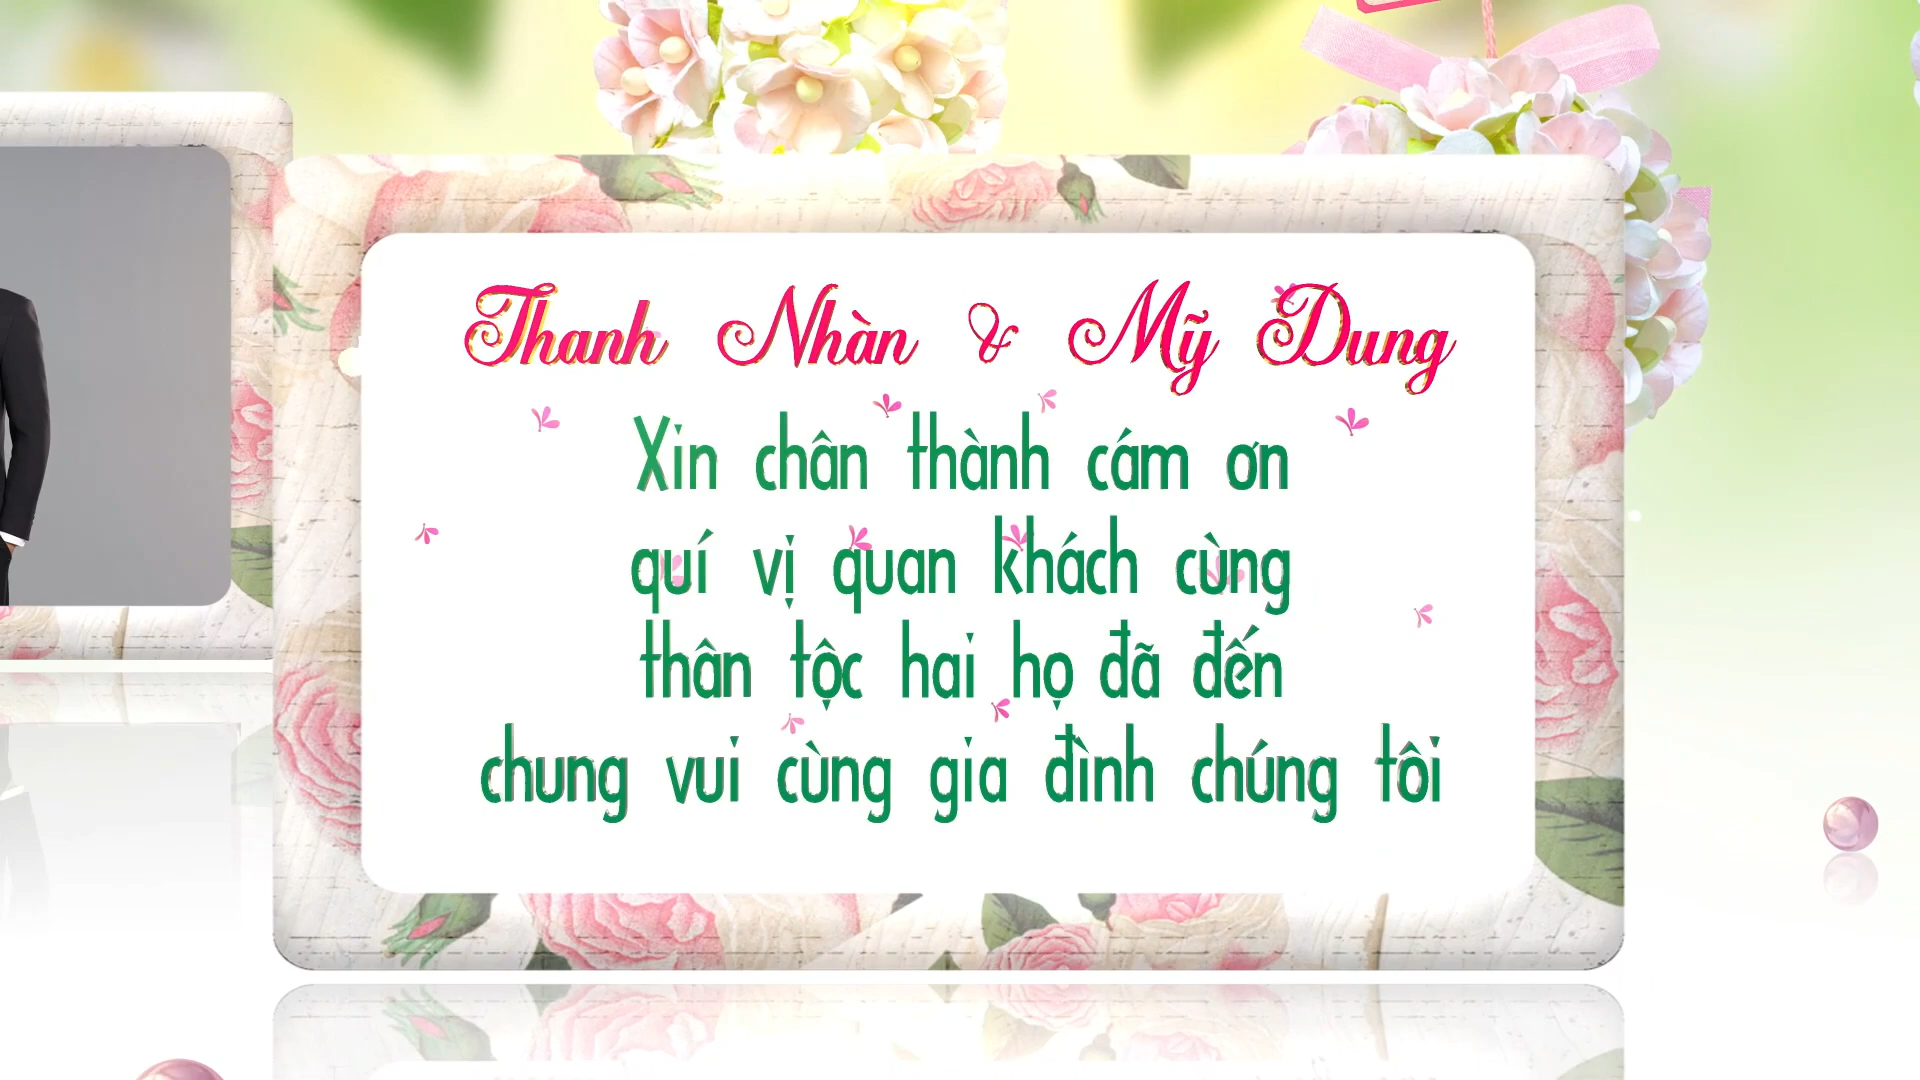 Thanh Nhàn & Mỹ Dung
Xin chân thành cám ơn
quí vị quan khách cùng
thân tộc hai họ đã đến
chung vui cùng gia đình chúng tôi